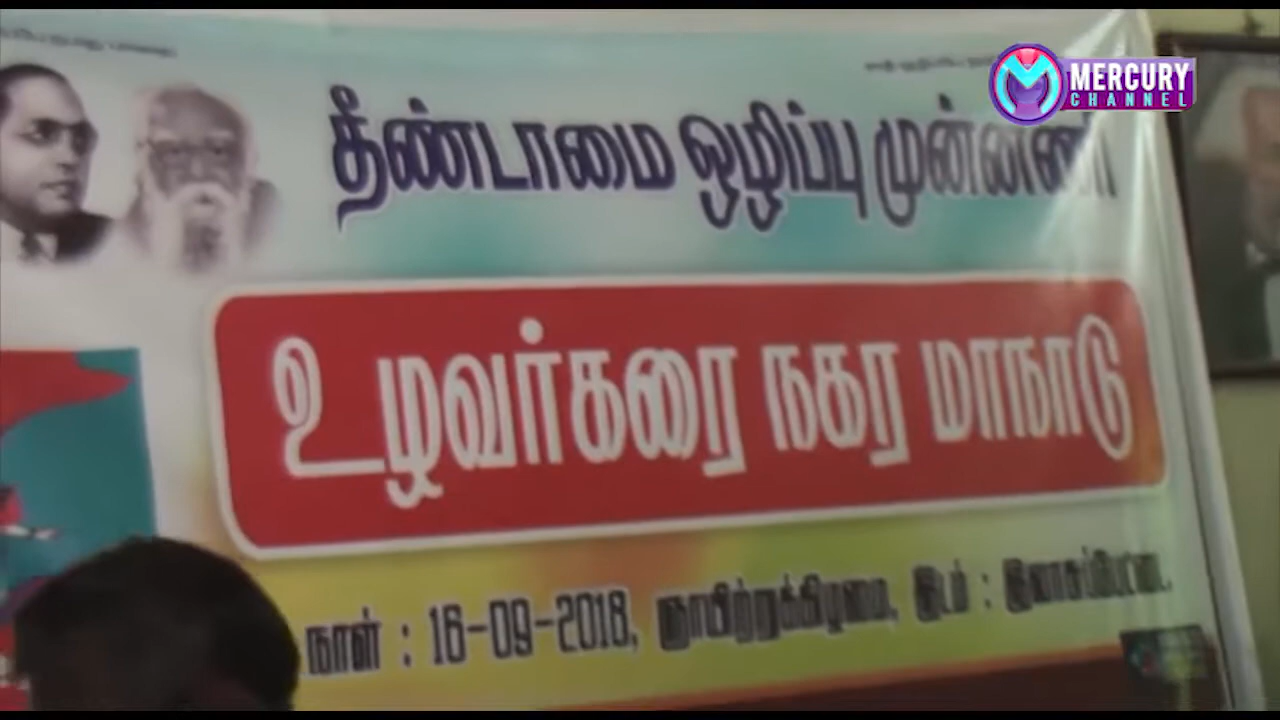 MERCURY
CHANNEL
தீண்டாமை ஒழிப்பு முன்னணி
உழவர்கரை நகர மாநாடு
நாள் : 16-09-2018, ஞாயிற்றுக்கிழமை, இடம் :